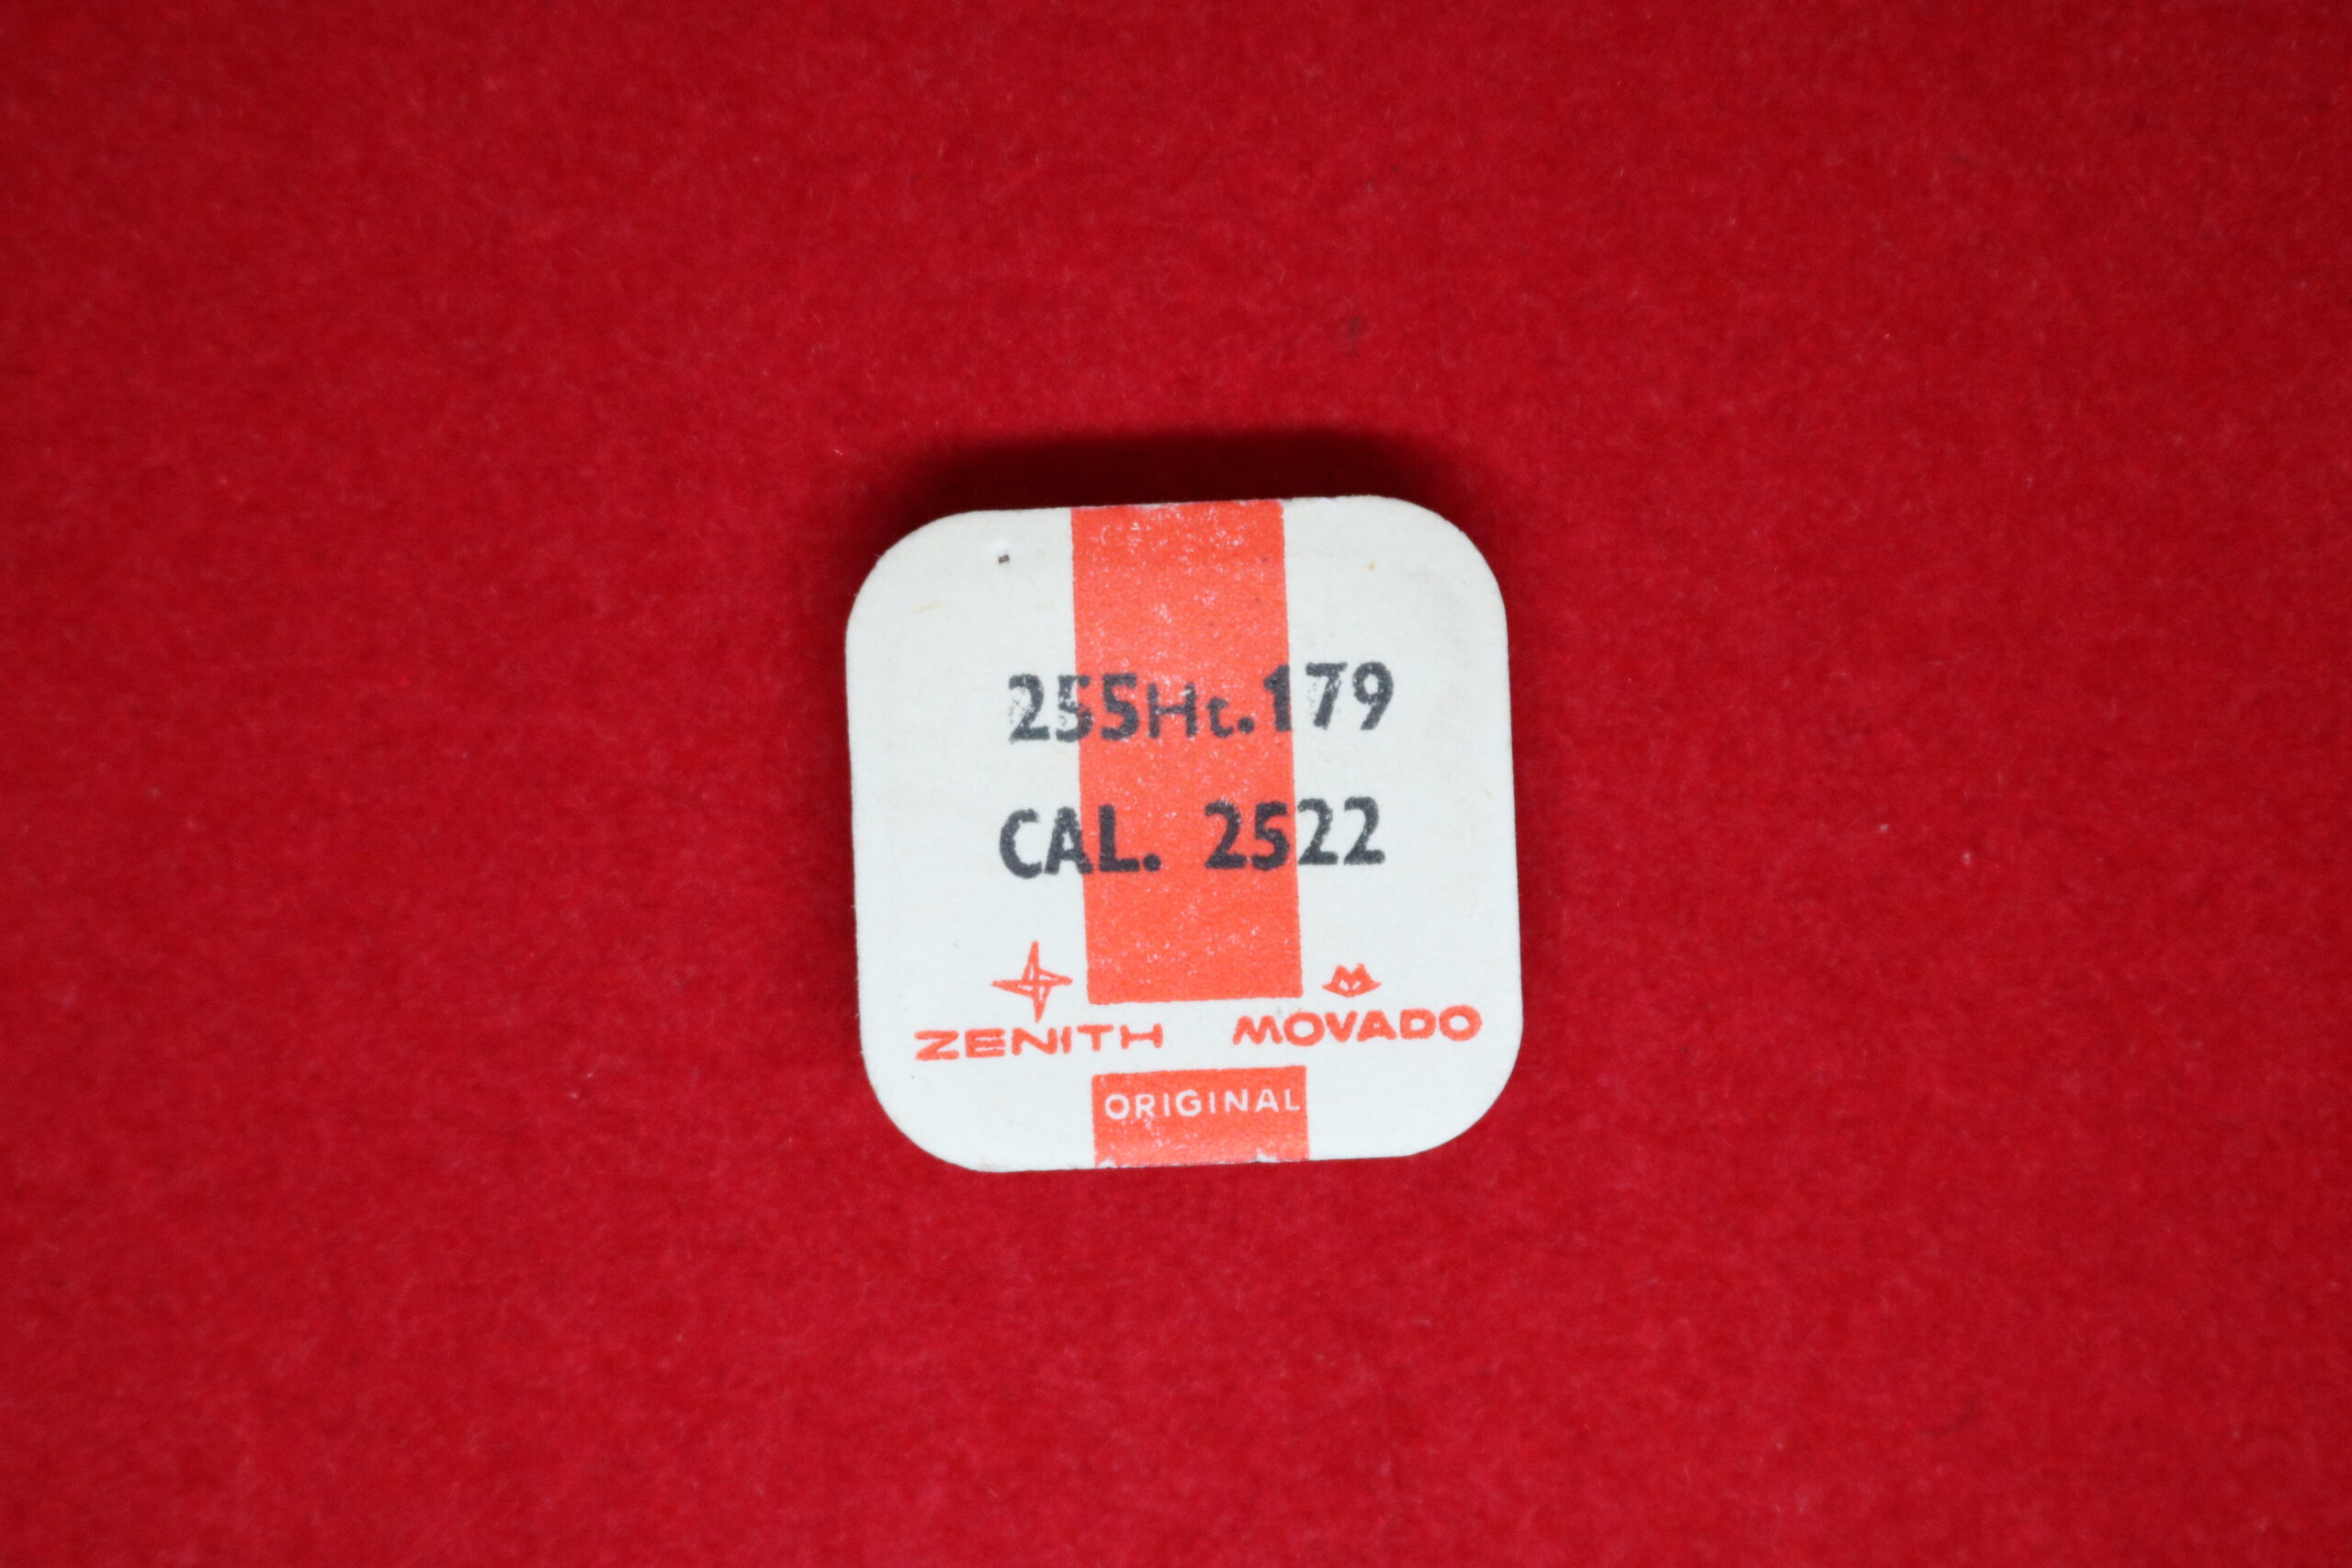 255Ht.179
CAL. 2522
ZENITH MOVADO
ORIGINAL